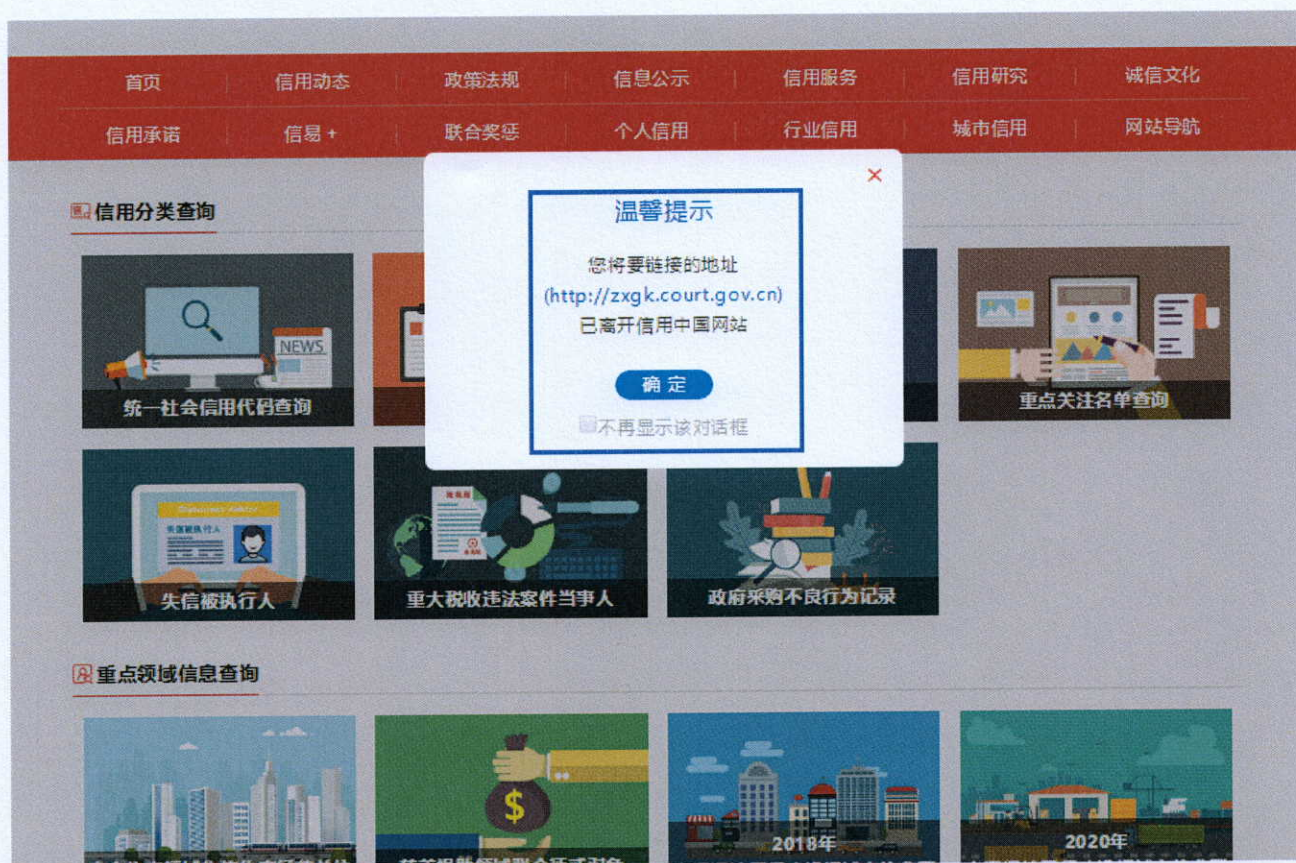 首页 信用动态 政策法规 信息公示 信用服务 信用研究 诚信文化
信用承诺 信易+ 联合奖惩 个人信用 行业信用 城市信用 网站导航
信用分类查询
温馨提示
您将要链接的地址
(http://zxgk.court.gov.cn)
已离开信用中国网站
确定
不再显示该对话框
NEWS
统一社会信用代码查询
重点关注名单查询
失信被执行人
失信被执行人
重大税收违法案件当事人
政府采购不良行为记录
重点领域信息查询
2018年
2020年